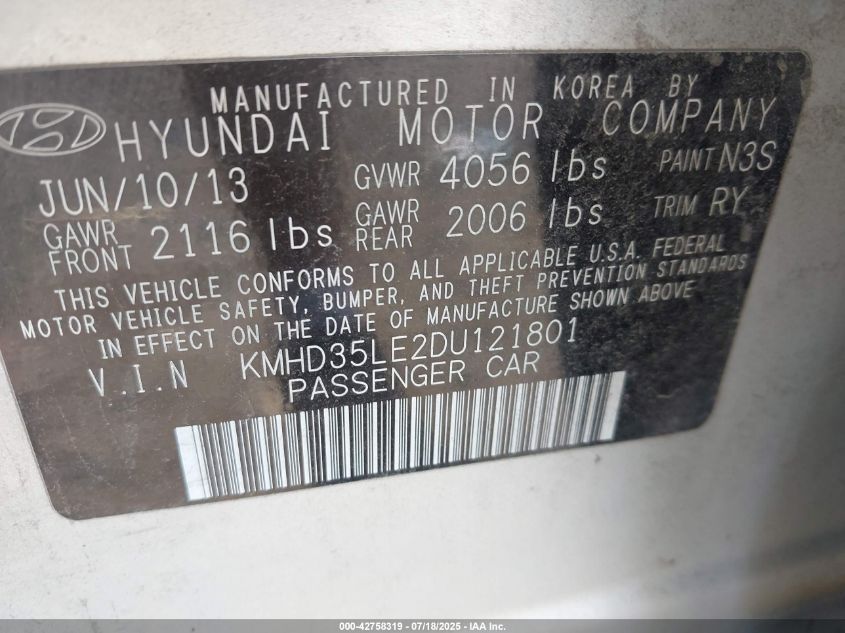 MANUFACTURED IN KOREA BY
HYUNDAI MOTOR COMPANY
JUN/10/13 GVWR 4056 lbs PAINT N3S
GAWR FRONT 2116 lbs GAWR REAR 2006 lbs TRIM RY
THIS VEHICLE CONFORMS TO ALL APPLICABLE U.S.A. FEDERAL
MOTOR VEHICLE SAFETY, BUMPER, AND THEFT PREVENTION STANDARDS
IN EFFECT ON THE DATE OF MANUFACTURE SHOWN ABOVE
V.I.N KMHD35LE2DU121801
PASSENGER CAR
000-42758319 / 07/18/2025 - IAA Inc.